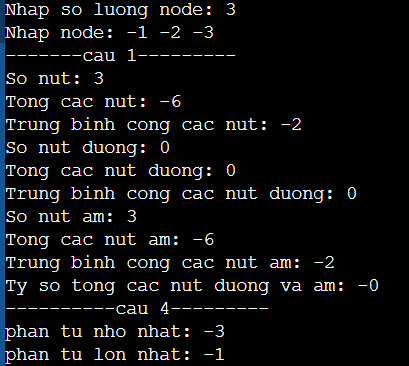 Nhap so luong node: 3
Nhap node: -1 -2 -3
-------cau 1---------
So nut: 3
Tong cac nut: -6
Trung binh cong cac nut: -2
So nut duong: 0
Tong cac nut duong: 0
Trung binh cong cac nut duong: 0
So nut am: 3
Tong cac nut am: -6
Trung binh cong cac nut am: -2
Ty so tong cac nut duong va am: -0
----------cau 4---------
phan tu nho nhat: -3
phan tu lon nhat: -1